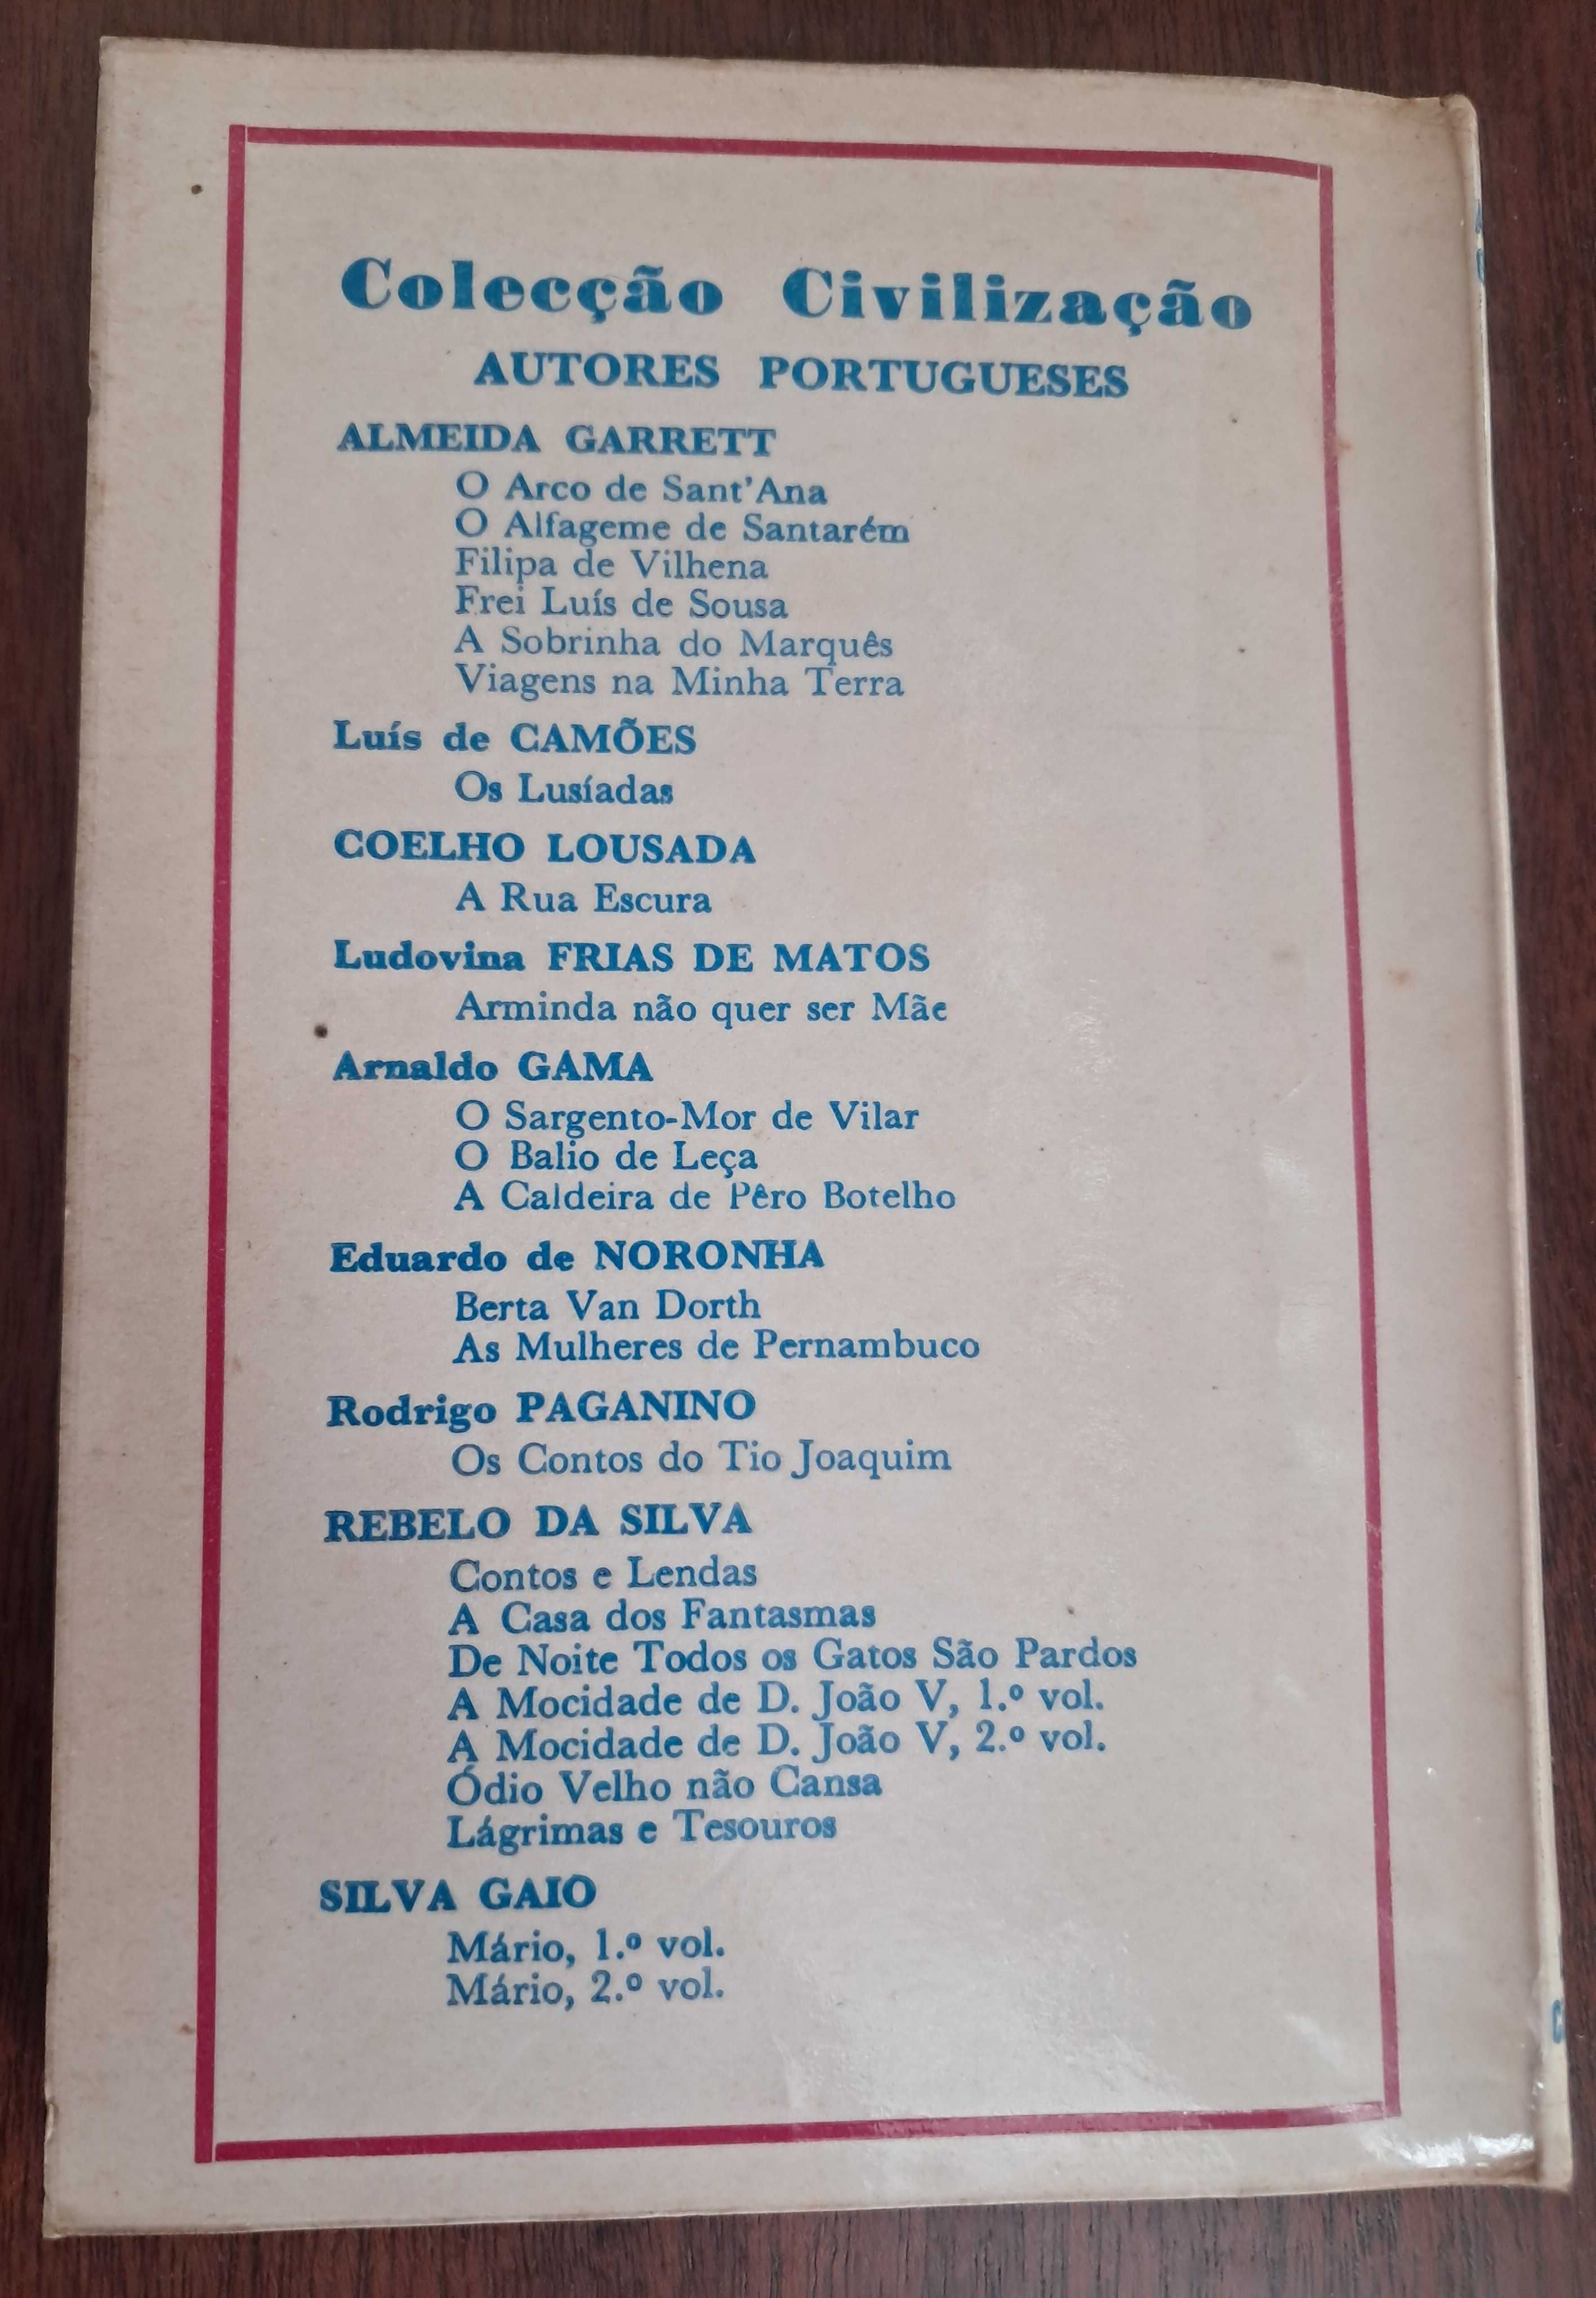 Colecção Civilização
AUTORES PORTUGUESES
ALMEIDA GARRETT
O Arco de Sant'Ana
O Alfageme de Santarém
Filipa de Vilhena
Frei Luís de Sousa
A Sobrinha do Marquês
Viagens na Minha Terra
Luís de CAMÕES
Os Lusíadas
COELHO LOUSADA
A Rua Escura
Ludovina FRIAS DE MATOS
Arminda não quer ser Mãe
Arnaldo GAMA
O Sargento-Mor de Vilar
O Balio de Leça
A Caldeira de Pêro Botelho
Eduardo de NORONHA
Berta Van Dorth
As Mulheres de Pernambuco
Rodrigo PAGANINO
Os Contos do Tio Joaquim
REBELO DA SILVA
Contos e Lendas
A Casa dos Fantasmas
De Noite Todos os Gatos São Pardos
A Mocidade de D. João V, 1.º vol.
A Mocidade de D. João V, 2.º vol.
Ódio Velho não Cansa
Lágrimas e Tesouros
SILVA GAIO
Mário, 1.º vol.
Mário, 2.º vol.